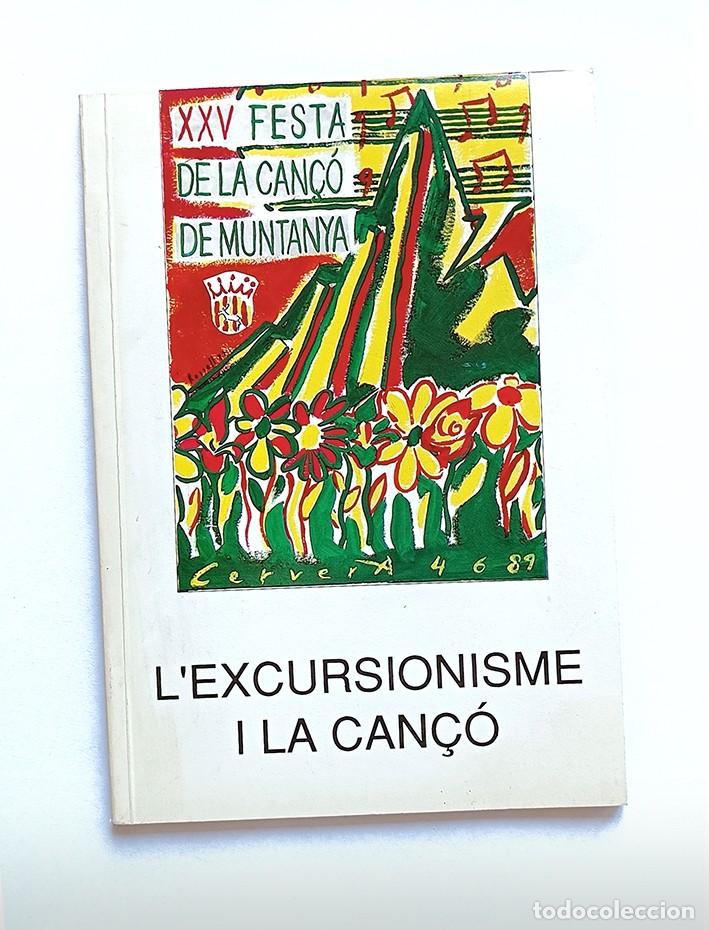 XXV FESTA
DE LA CANÇÓ
DE MUNTANYA
CerverA 4 6 89
L'EXCURSIONISME
I LA CANÇÓ
todocoleccion